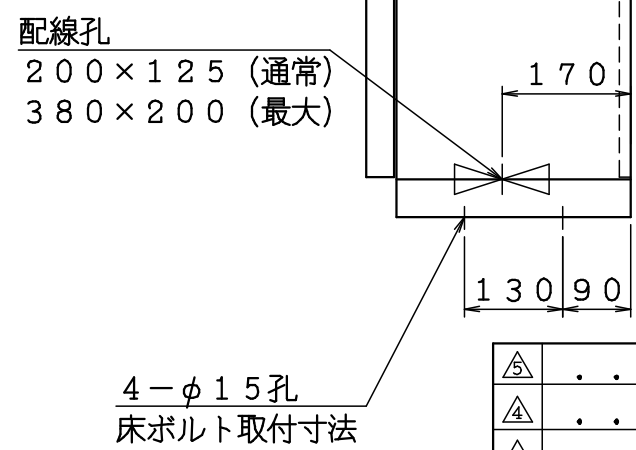 配線孔
200×125 (通常)
380×200 (最大)
170
130 90
4－φ15孔
床ボルト取付寸法
5 . .
4 . .